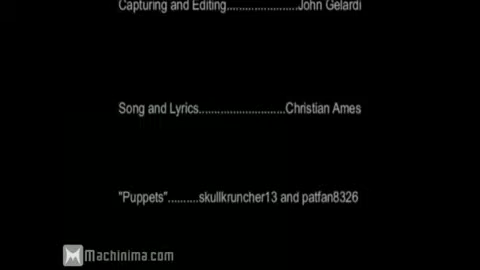 Capturing and Editing.......................John Gelardi
Song and Lyrics............................Christian Ames
"Puppets"..........skullkruncher13 and patfan8326
Machinima.com